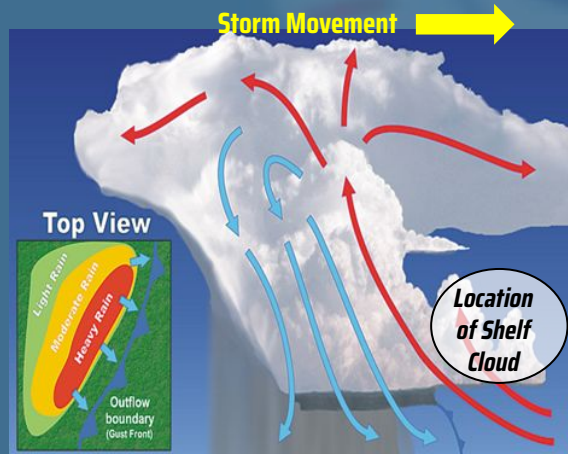 Storm Movement
Top View
Light Rain
Moderate Rain
Heavy Rain
Outflow
boundary
(Gust Front)
Location
of Shelf
Cloud